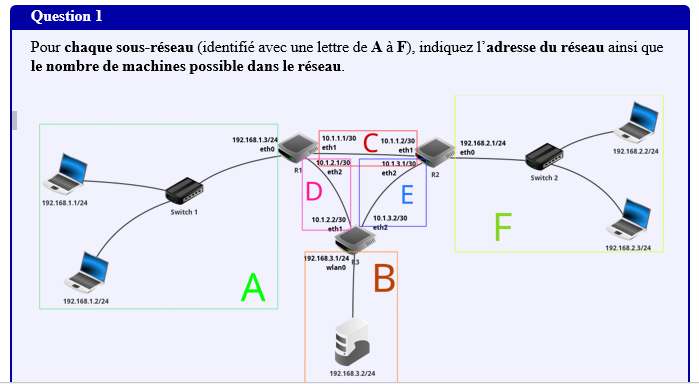 Question 1
Pour chaque sous-réseau (identifié avec une lettre de A à F), indiquez l'adresse du réseau ainsi que
le nombre de machines possible dans le réseau.
192.168.1.3/24
eth0
10.1.1.1/30
eth1
C
10.1.1.2/30
eth1
192.168.2.1/24
eth0
192.168.2.2/24
R1
10.1.2.1/30
eth2
10.1.3.1/30
eth2
R2
Switch 2
192.168.1.1/24
Switch 1
D
E
F
10.1.2.2/30
eth1
10.1.3.2/30
eth2
192.168.2.3/24
192.168.3.1/24
wlan0
R3
A
B
192.168.1.2/24
192.168.3.2/24